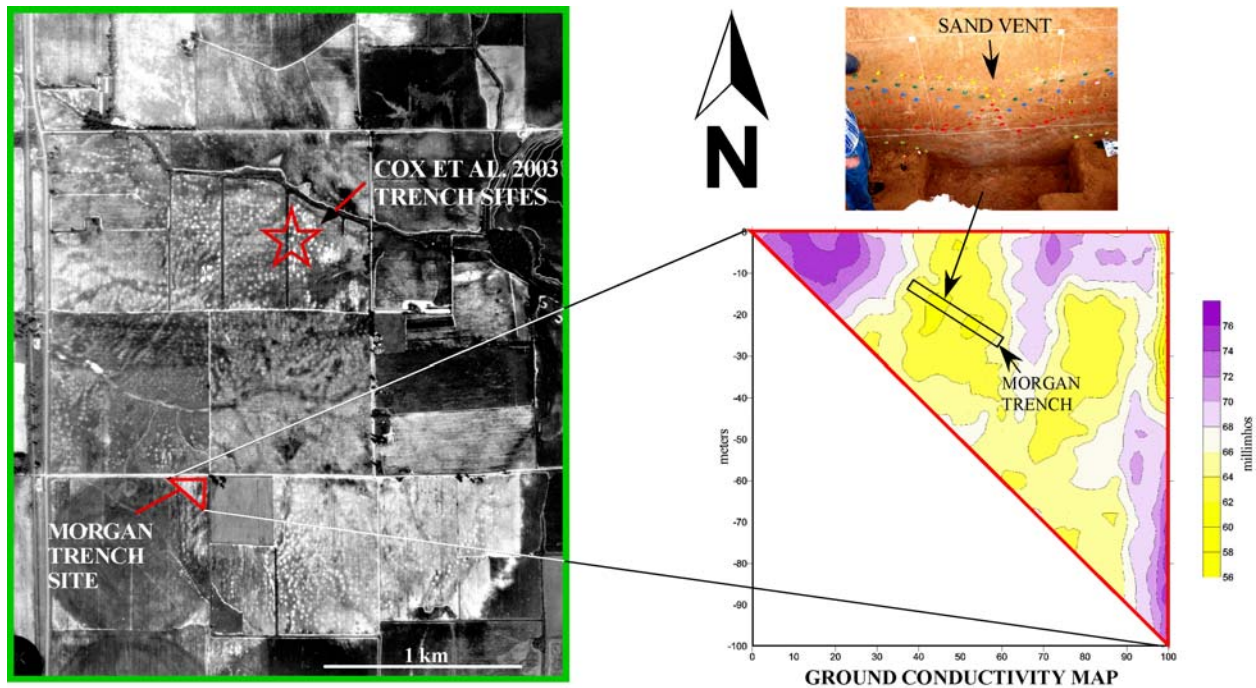 COX ET AL. 2003
TRENCH SITES
MORGAN
TRENCH
SITE
1 km
N
SAND VENT
0
-10
-20
-30
-40
-50
-60
-70
-80
-90
-100
meters
0 10 20 30 40 50 60 70 80 90 100
MORGAN
TRENCH
GROUND CONDUCTIVITY MAP
76
74
72
70
68
66
64
62
60
58
56
millimhos